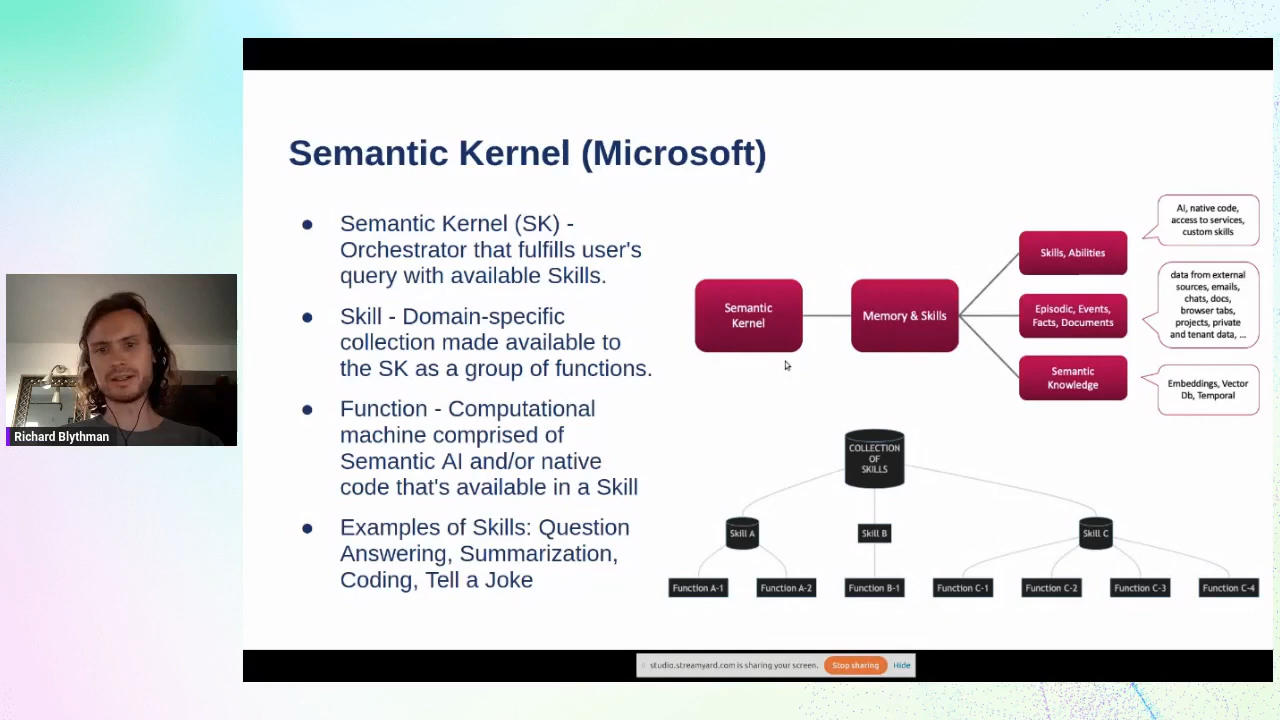 Semantic Kernel (Microsoft)
● Semantic Kernel (SK) -
Orchestrator that fulfills user's
query with available Skills.
● Skill - Domain-specific
collection made available to
the SK as a group of functions.
● Function - Computational
machine comprised of
Semantic AI and/or native
code that's available in a Skill
● Examples of Skills: Question
Answering, Summarization,
Coding, Tell a Joke
Semantic
Kernel
Memory & Skills
Skills, Abilities
Episodic, Events,
Facts, Documents
Semantic
Knowledge
AI, native code,
access to services,
custom skills
data from external
sources, emails,
chats, docs,
browser tabs,
projects, private
and tenant data, ...
Embeddings, Vector
Db, Temporal
COLLECTION
OF
SKILLS
Skill A
Skill B
Skill C
Function A-1
Function A-2
Function B-1
Function C-1
Function C-2
Function C-3
Function C-4
Richard Blythman
studio.streamyard.com is sharing your screen.
Stop sharing
Hide